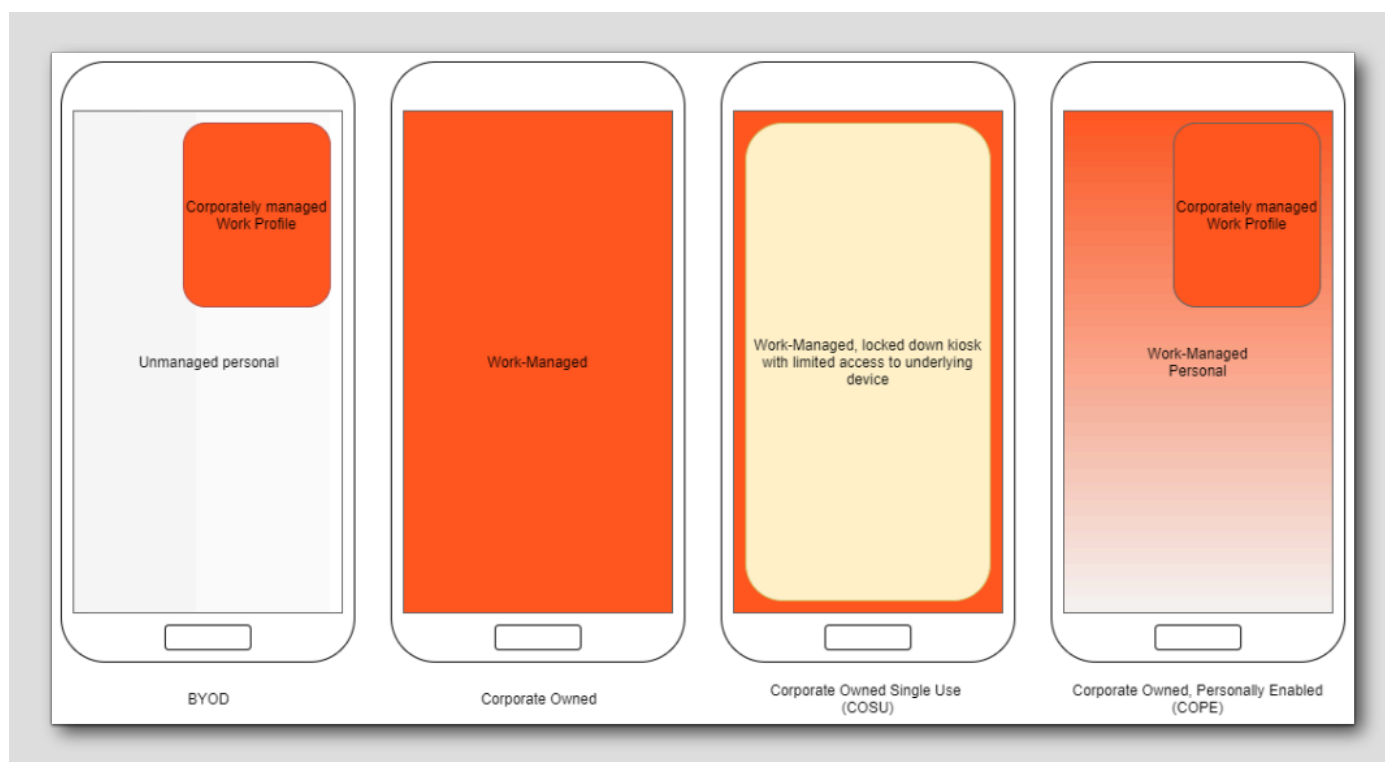 Corporately managed
Work Profile
Unmanaged personal
BYOD
Work-Managed
Corporate Owned
Work-Managed, locked down kiosk
with limited access to underlying
device
Corporate Owned Single Use
(COSU)
Corporately managed
Work Profile
Work-Managed
Personal
Corporate Owned, Personally Enabled
(COPE)